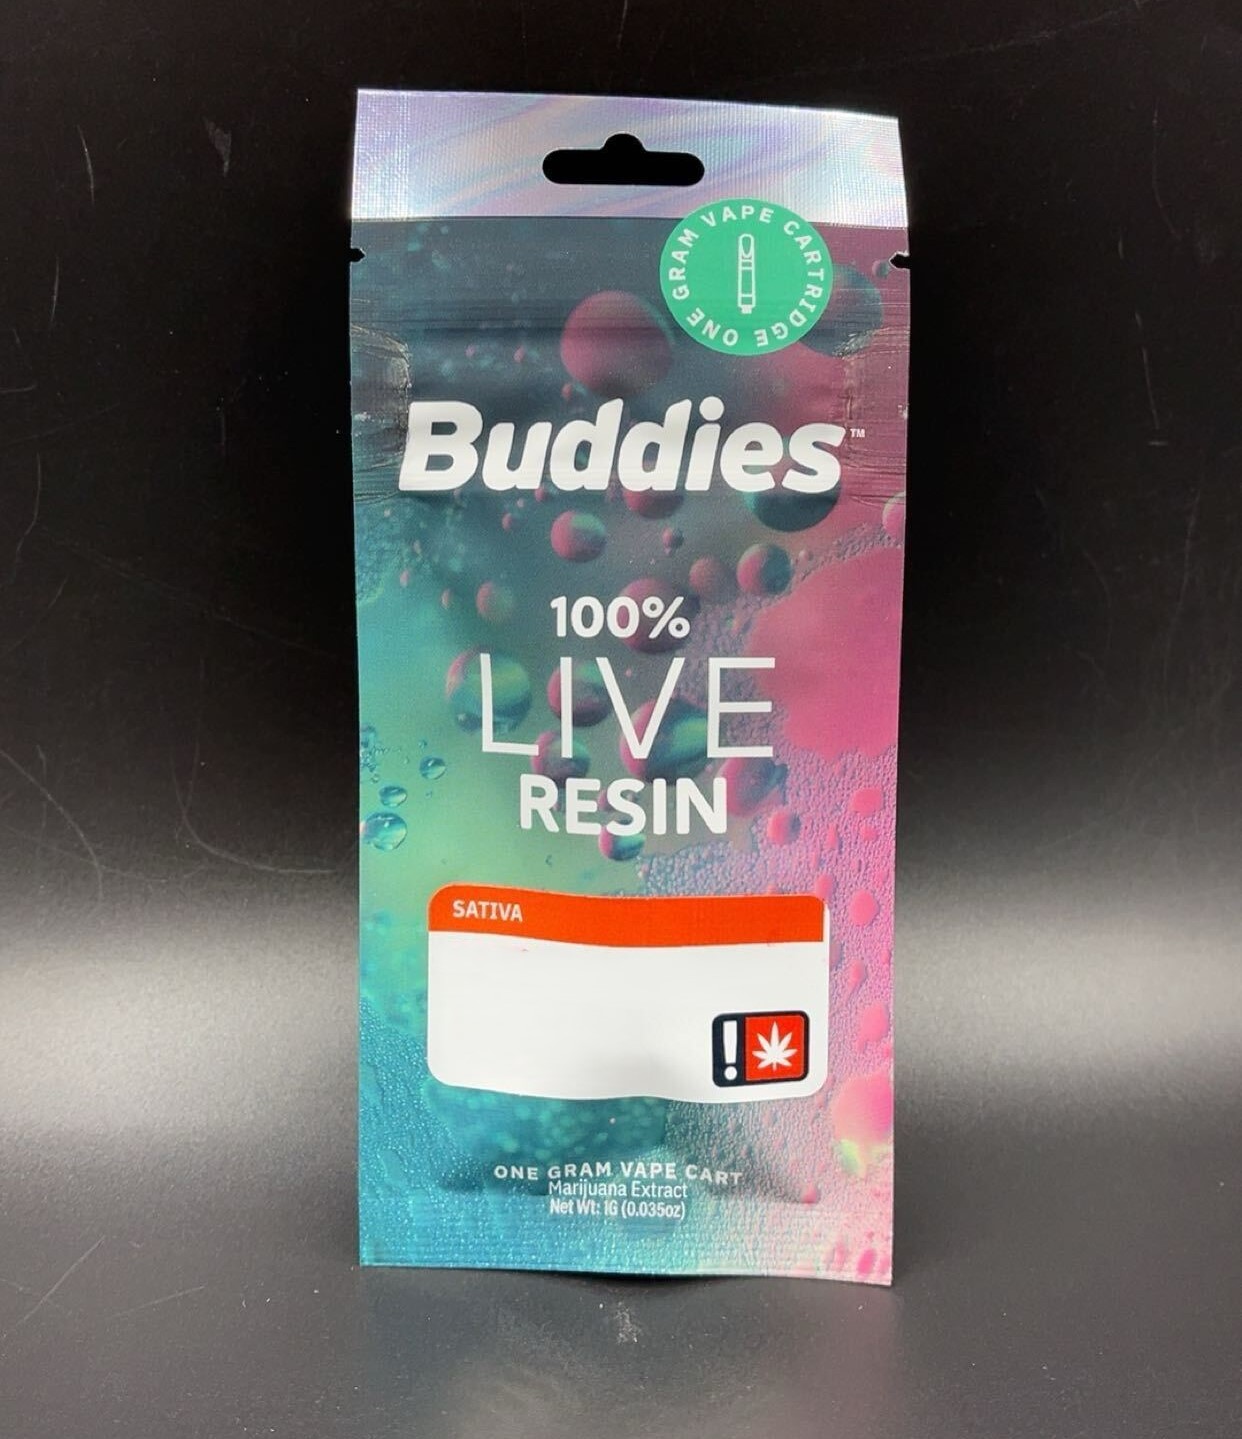 ONE GRAM VAPE CARTRIDGE
Buddies™
100%
LIVE
RESIN
SATIVA
!
ONE GRAM VAPE CART
Marijuana Extract
Net Wt: 1G (0.035oz)